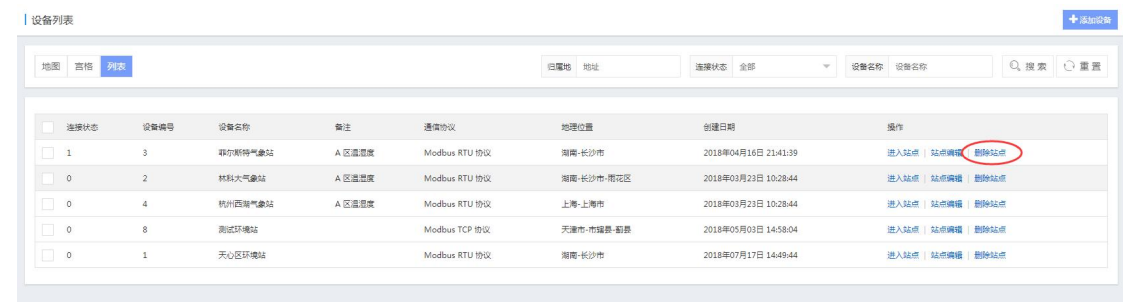 设备列表 添加设备
地图 宫格 列表 归属地 地址 连接状态 全部 设备名称 设备名称 搜索 重置
连接状态 设备编号 设备名称 备注 通信协议 地理位置 创建日期 操作
1 3 菲尔斯特气象站 A 区温湿度 Modbus RTU 协议 湖南-长沙市 2018年04月16日 21:41:39 进入站点 | 站点编辑 | 删除站点
0 2 林科大气象站 A 区温湿度 Modbus RTU 协议 湖南-长沙市-雨花区 2018年03月23日 10:28:44 进入站点 | 站点编辑 | 删除站点
0 4 杭州西湖气象站 A 区温湿度 Modbus RTU 协议 上海-上海市 2018年03月23日 10:28:44 进入站点 | 站点编辑 | 删除站点
0 8 测试环境站 Modbus TCP 协议 天津市-市辖县-蓟县 2018年05月03日 14:58:04 进入站点 | 站点编辑 | 删除站点
0 1 天心区环境站 Modbus RTU 协议 湖南-长沙市 2018年07月17日 14:49:44 进入站点 | 站点编辑 | 删除站点